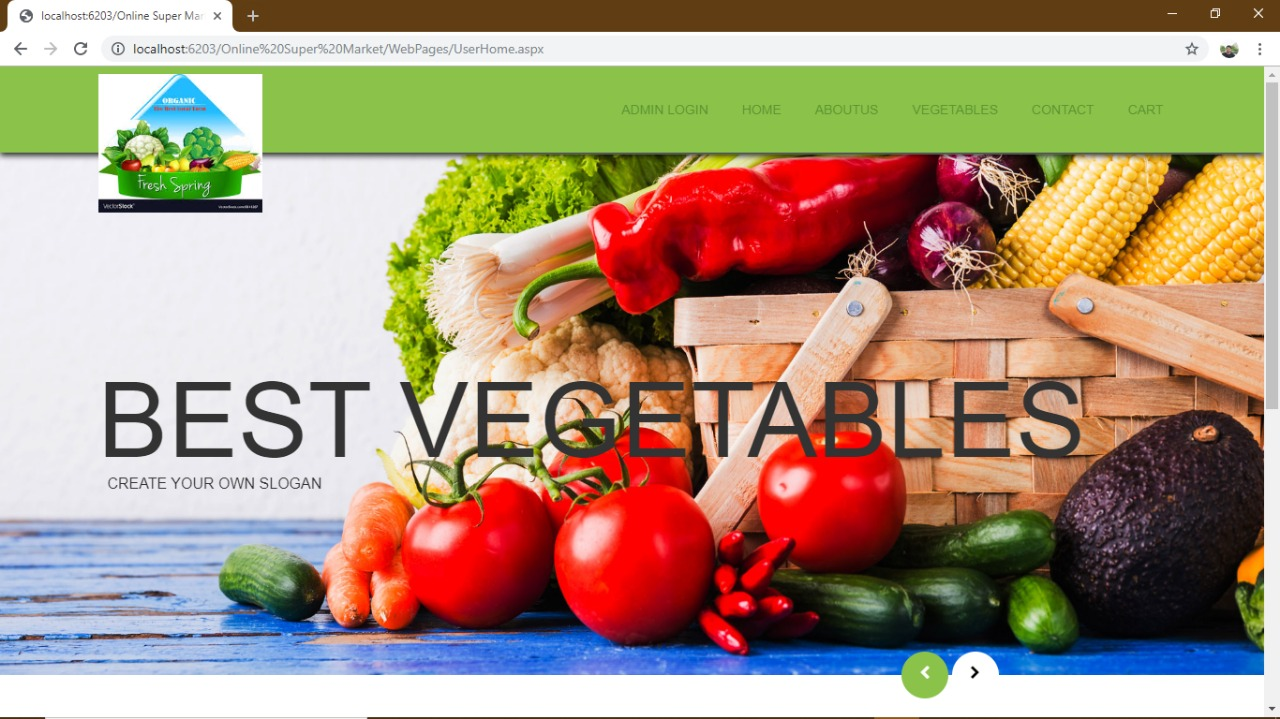 localhost:6203/Online Super Mar
localhost:6203/Online%20Super%20Market/WebPages/UserHome.aspx
ORGANIC
Fresh Spring
VectorStock
ADMIN LOGIN HOME ABOUTUS VEGETABLES CONTACT CART
BEST VEGETABLES
CREATE YOUR OWN SLOGAN